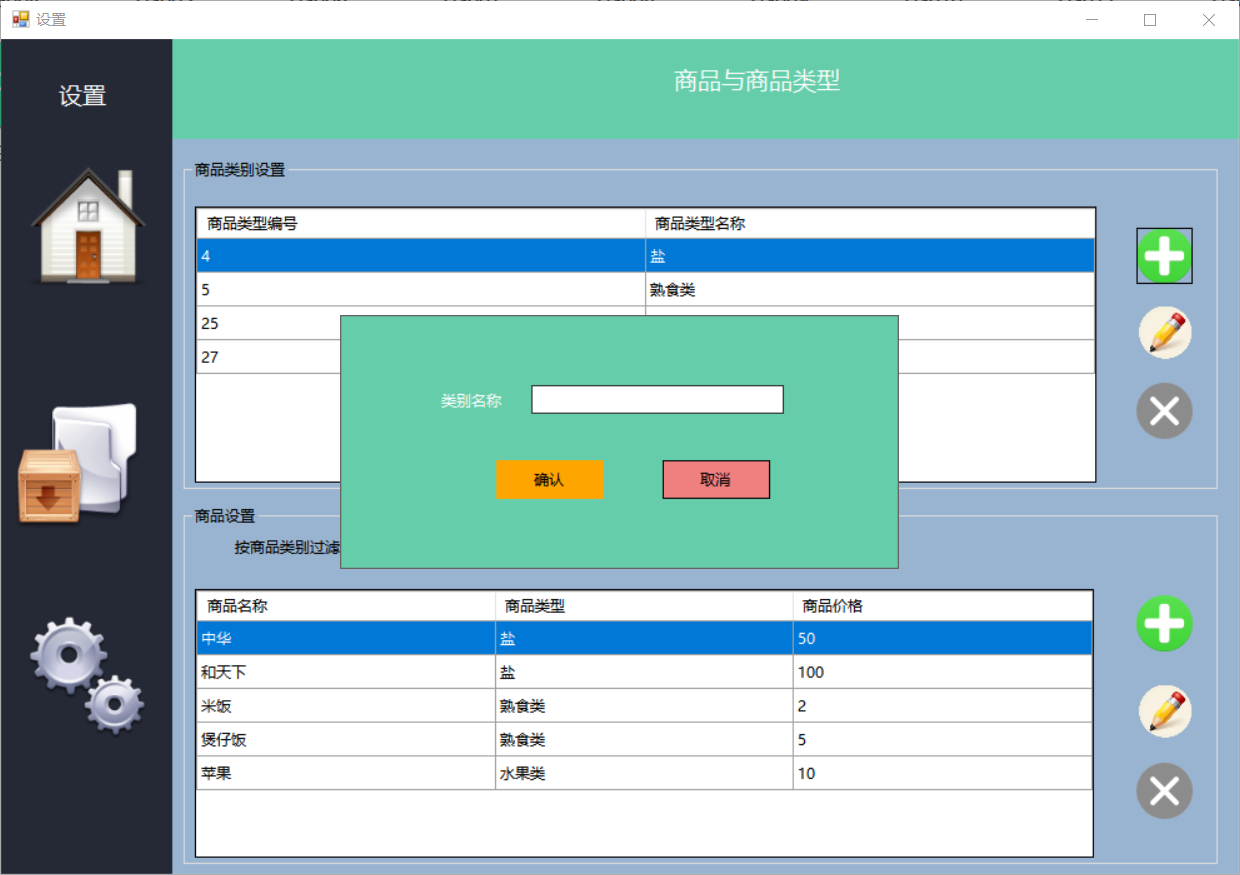 设置
设置
商品与商品类型
商品类别设置
商品类型编号 商品类型名称
4 盐
5 熟食类
25
27
类别名称
确认 取消
商品设置
按商品类别过滤
商品名称 商品类型 商品价格
中华 盐 50
和天下 盐 100
米饭 熟食类 2
煲仔饭 熟食类 5
苹果 水果类 10